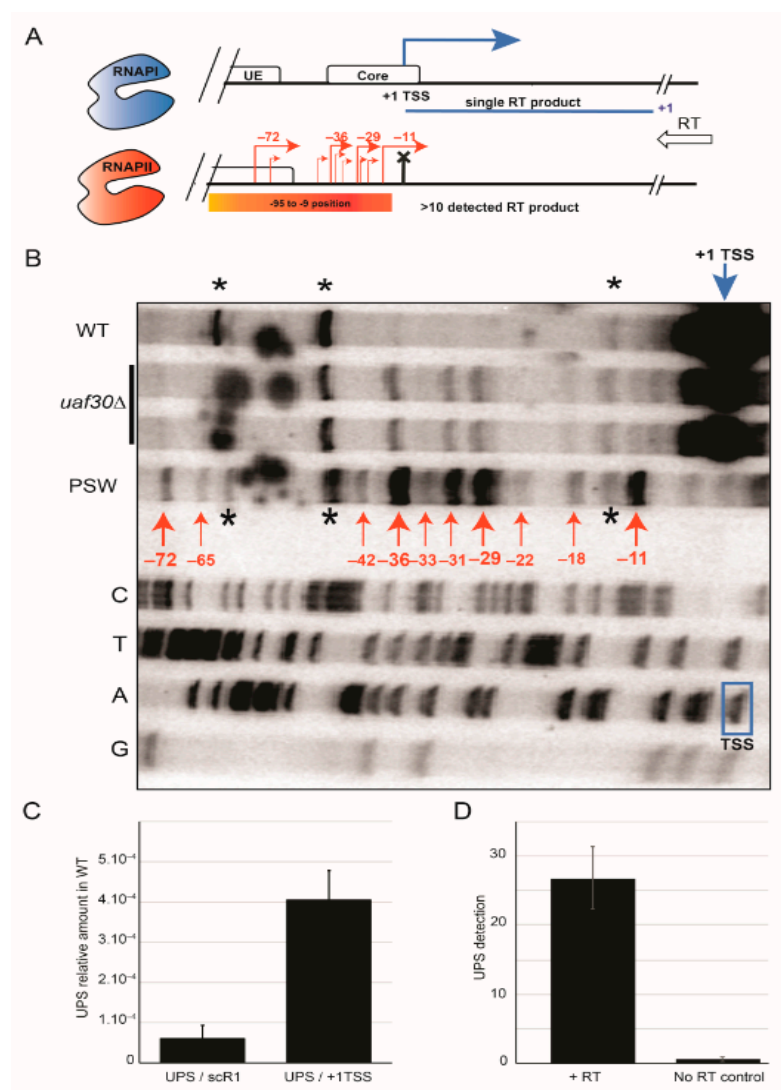 A
RNAPI
UE
Core
+1 TSS
single RT product
+1
RT
RNAPII
–72
–36
–29
–11
-95 to -9 position
>10 detected RT product
B
+1 TSS
* * *
WT
uaf30Δ
PSW
* * *
–72 –65 –42 –36 –33 –31 –29 –22 –18 –11
C
T
A
TSS
G
C
UPS relative amount in WT
5.10⁻⁴
4.10⁻⁴
3.10⁻⁴
2.10⁻⁴
1.10⁻⁴
0
UPS / scR1
UPS / +1TSS
D
UPS detection
30
20
10
0
+ RT
No RT control